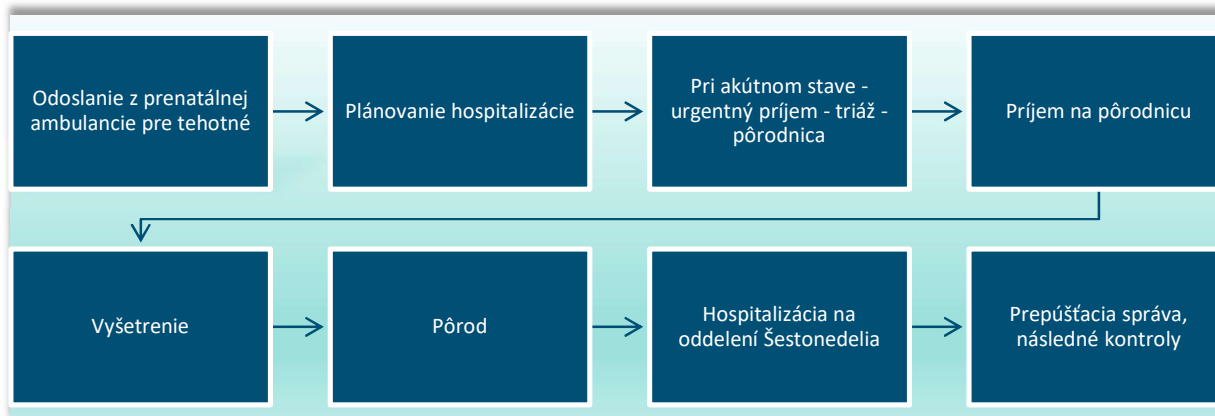 Odoslanie z prenatálnej
ambulancie pre tehotné
Plánovanie hospitalizácie
Pri akútnom stave -
urgentný príjem - triáž -
pôrodnica
Príjem na pôrodnicu
Vyšetrenie
Pôrod
Hospitalizácia na
oddelení Šestonedelia
Prepúšťacia správa,
následné kontroly